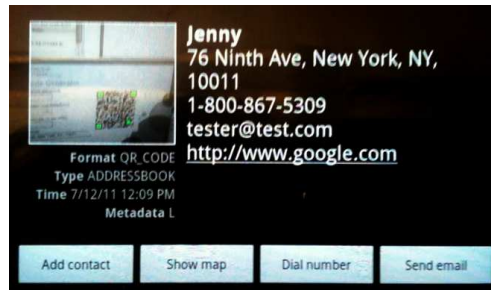 Jenny
76 Ninth Ave, New York, NY,
10011
1-800-867-5309
tester@test.com
http://www.google.com
Format QR_CODE
Type ADDRESSBOOK
Time 7/12/11 12:09 PM
Metadata L
Add contact
Show map
Dial number
Send email